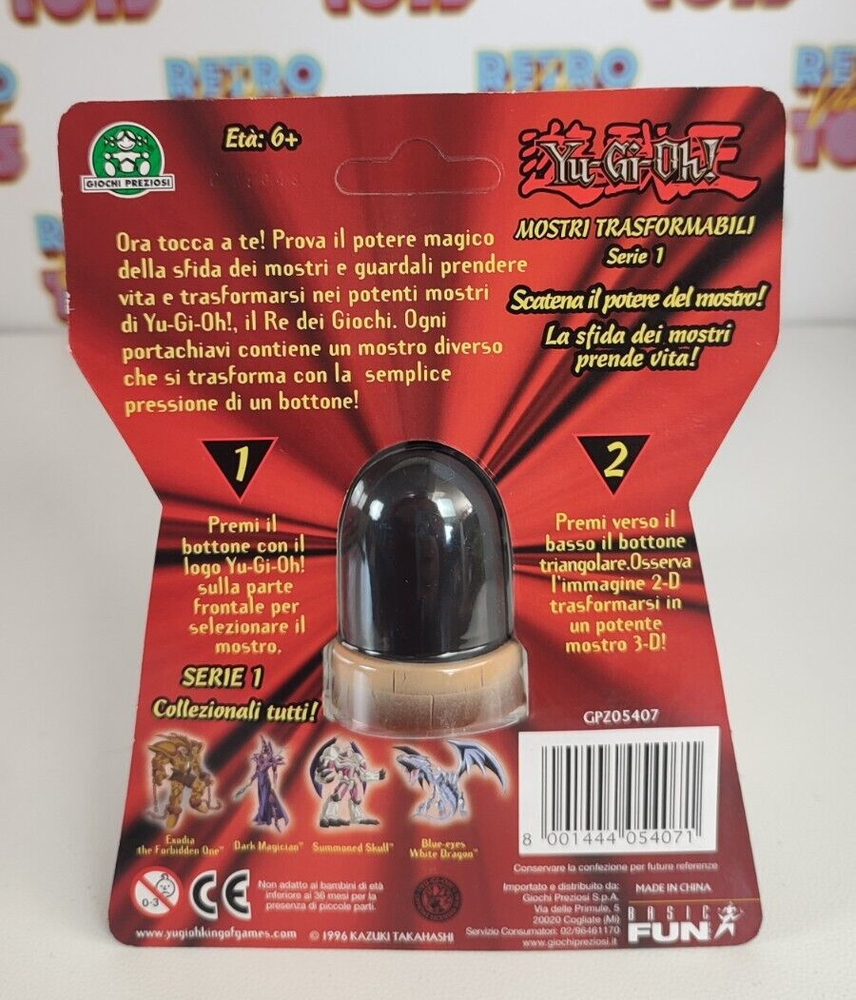 RETRO
RETRO
RETRO
TOYS
GIOCHI PREZIOSI
Età: 6+
Yu-Gi-Oh!
MOSTRI TRASFORMABILI
Serie 1
Scatena il potere del mostro!
La sfida dei mostri
prende vita!
Ora tocca a te! Prova il potere magico
della sfida dei mostri e guardali prendere
vita e trasformarsi nei potenti mostri
di Yu-Gi-Oh!, il Re dei Giochi. Ogni
portachiavi contiene un mostro diverso
che si trasforma con la semplice
pressione di un bottone!
1
Premi il
bottone con il
logo Yu-Gi-Oh!
sulla parte
frontale per
selezionare il
mostro.
2
Premi verso il
basso il bottone
triangolare.Osserva
l'immagine 2-D
trasformarsi in
un potente
mostro 3-D!
SERIE 1
Collezionali tutti!
Exodia
the Forbidden One™
Dark Magician™
Summoned Skull™
Blue-eyes
White Dragon™
GPZ05407
8 001444 054071
Conservare la confezione per future referenze
0-3
CE
Non adatto ai bambini di età
inferiore ai 36 mesi per la
presenza di piccole parti.
Importato e distribuito da:
Giochi Preziosi S.p.A.
Via delle Primule, 5
20020 Cogliate (Mi)
Servizio Consumatori: 02/96461170
www.giochipreziosi.it
MADE IN CHINA
BASIC
FUN
www.yugiohkingofgames.com
© 1996 KAZUKI TAKAHASHI